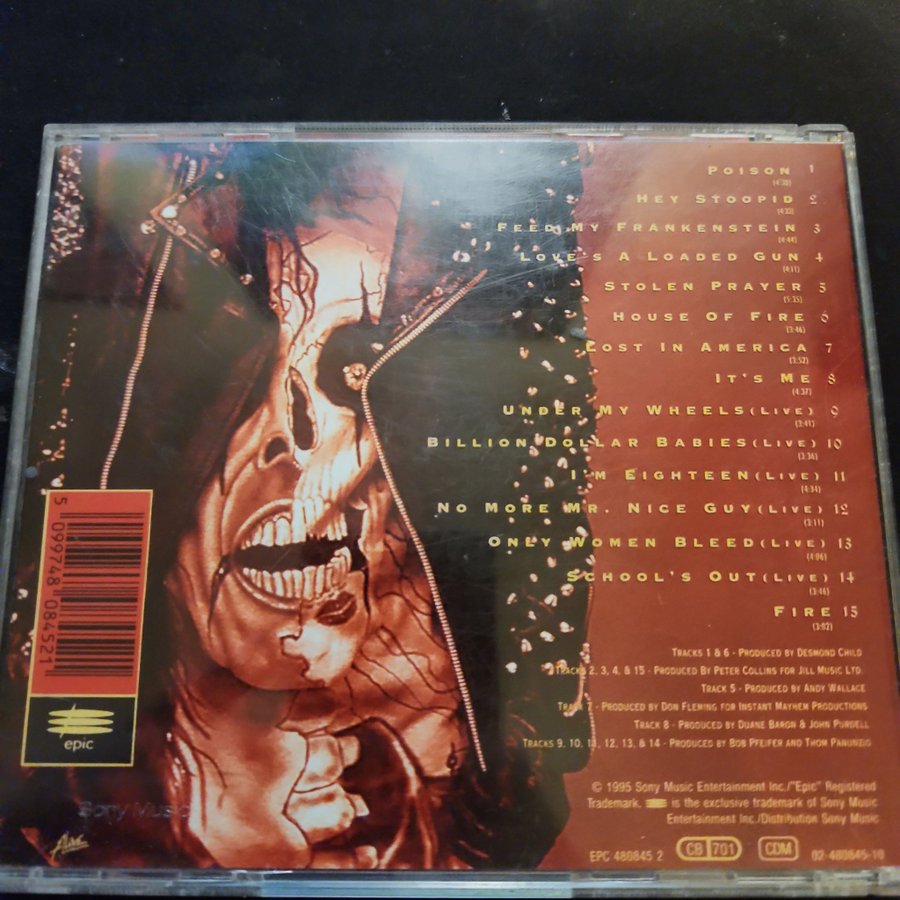 Poison 1
(4:30)
Hey Stoopid 2
(4:33)
Feed My Frankenstein 3
(4:44)
Love's A Loaded Gun 4
(4:11)
Stolen Prayer 5
(5:35)
House Of Fire 6
(3:46)
Lost In America 7
(3:52)
It's Me 8
(4:37)
Under My Wheels (Live) 9
(3:41)
Billion Dollar Babies (Live) 10
(3:36)
I'm Eighteen (Live) 11
(4:34)
No More Mr. Nice Guy (Live) 12
(3:11)
Only Women Bleed (Live) 13
(4:06)
School's Out (Live) 14
(3:46)
Fire 15
(3:02)
Tracks 1 & 6 - Produced by Desmond Child
Tracks 2, 3, 4, & 15 - Produced By Peter Collins for Jill Music Ltd.
Track 5 - Produced by Andy Wallace
Track 7 - Produced by Don Fleming for Instant Mayhem Productions
Track 8 - Produced by Duane Baron & John Purdell
Tracks 9, 10, 11, 12, 13, & 14 - Produced by Bob Pfeifer and Thom Panunzio
© 1995 Sony Music Entertainment Inc./"Epic" Registered
Trademark. is the exclusive trademark of Sony Music
Entertainment Inc./Distribution Sony Music
EPC 480845 2 CB 701 CDM 02-480845-10
5 099748 084521
epic
Sony Music